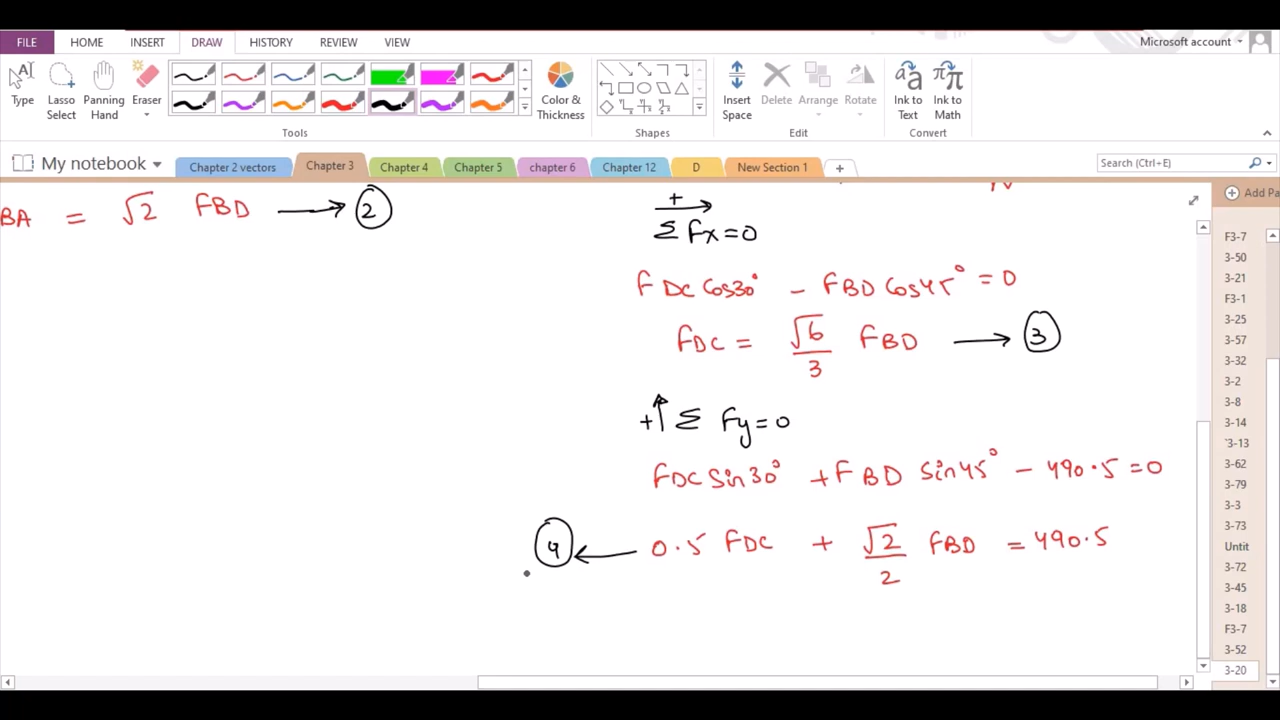 FILE HOME INSERT DRAW HISTORY REVIEW VIEW Microsoft account
Type Lasso Select Panning Hand Eraser Color & Thickness Insert Space Delete Arrange Rotate Ink to Text Ink to Math
Tools Shapes Edit Convert
My notebook Chapter 2 vectors Chapter 3 Chapter 4 Chapter 5 chapter 6 Chapter 12 D New Section 1 Search (Ctrl+E)
Add Pa
BA = √2 FBD → 2
+ →
Σ Fx = 0
FDC Cos30° - FBD Cos45° = 0
FDC = √6/3 FBD → 3
+↑ Σ Fy = 0
FDC Sin30° + FBD Sin45° - 490.5 = 0
4 ← 0.5 FDC + √2/2 FBD = 490.5
F3-7
3-50
3-21
F3-1
3-25
3-57
3-32
3-2
3-8
3-14
3-13
3-62
3-79
3-3
3-73
Untit
3-72
3-45
3-18
F3-7
3-52
3-20